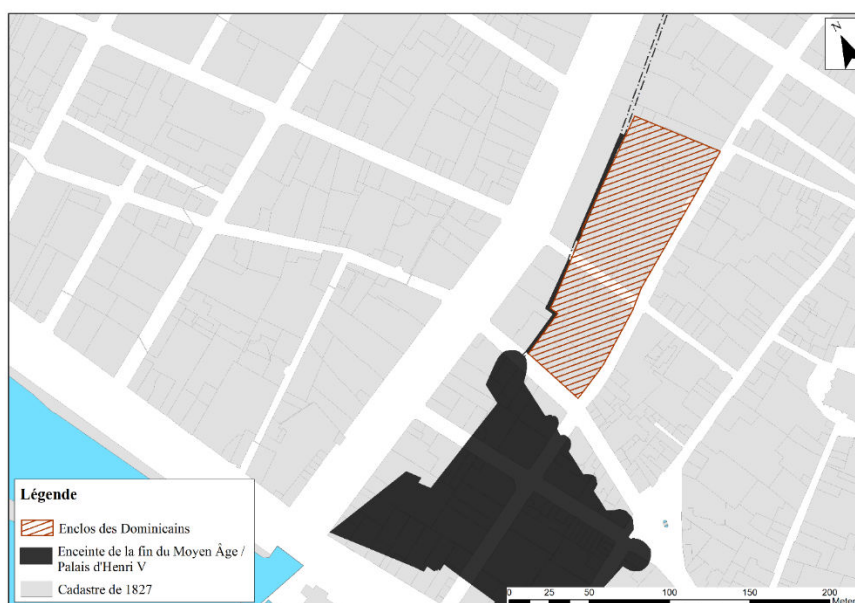 N
Légende
Enclos des Dominicains
Enceinte de la fin du Moyen Âge /
Palais d'Henri V
Cadastre de 1827
0 50 100 150 200